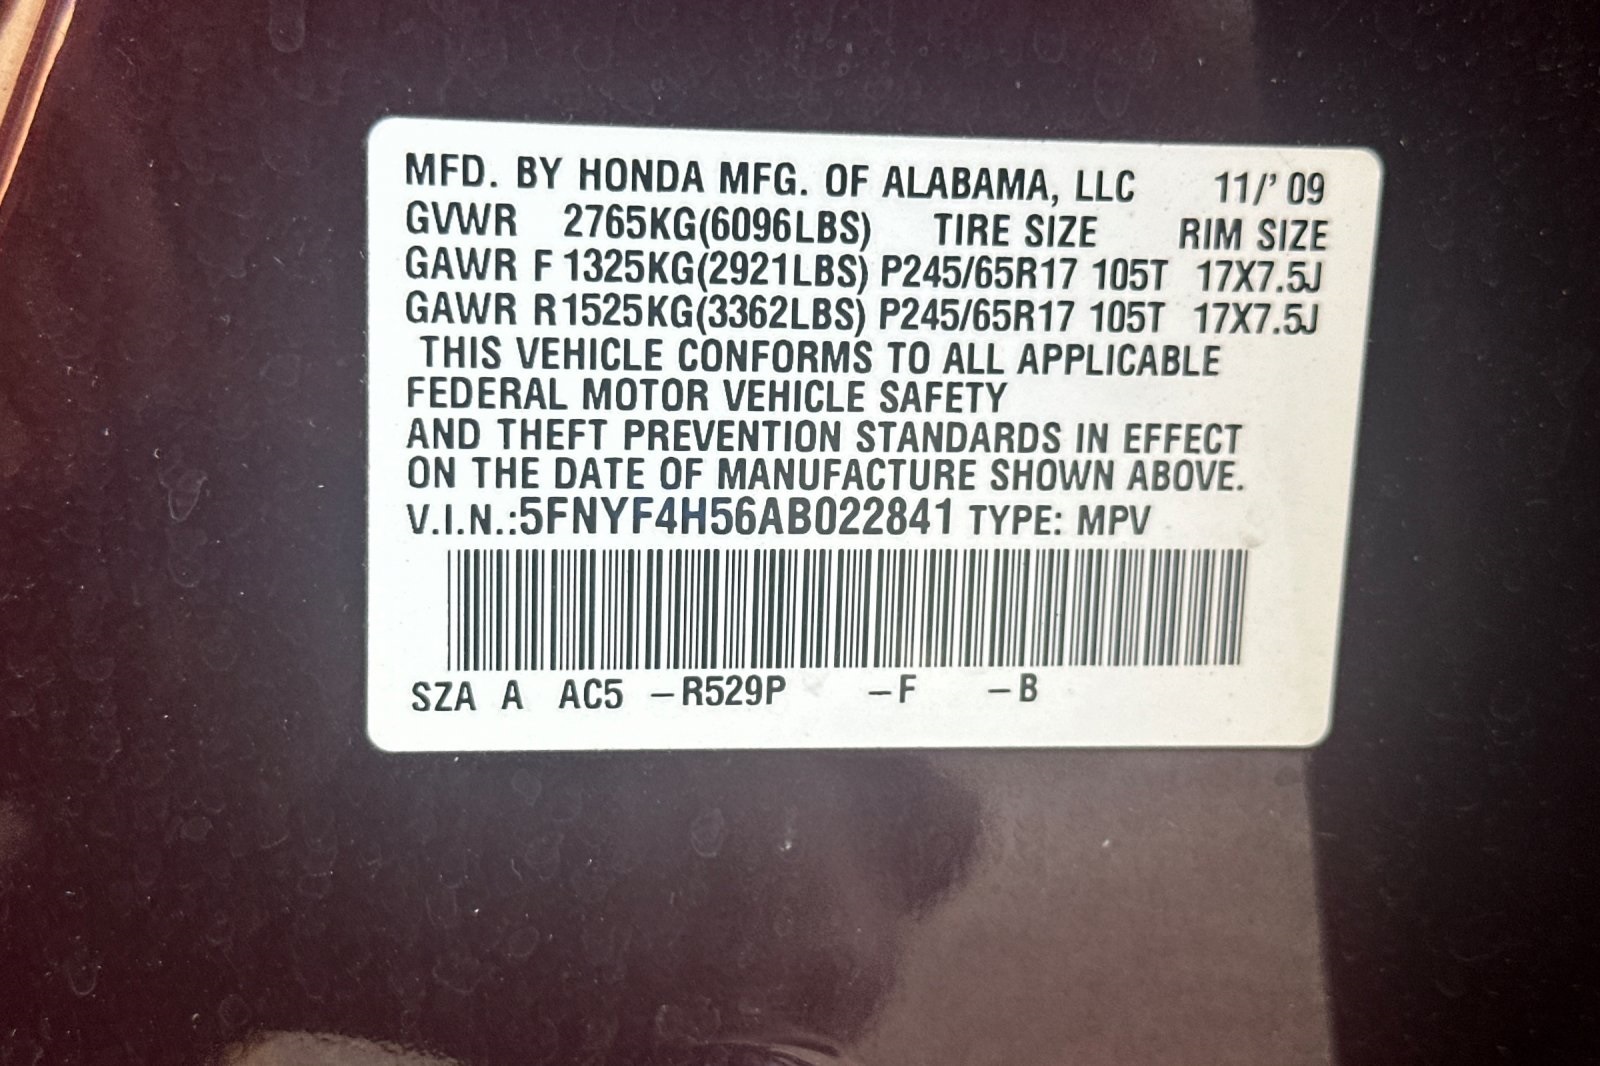 MFD. BY HONDA MFG. OF ALABAMA, LLC 11/' 09
GVWR 2765KG(6096LBS) TIRE SIZE RIM SIZE
GAWR F 1325KG(2921LBS) P245/65R17 105T 17X7.5J
GAWR R 1525KG(3362LBS) P245/65R17 105T 17X7.5J
THIS VEHICLE CONFORMS TO ALL APPLICABLE
FEDERAL MOTOR VEHICLE SAFETY
AND THEFT PREVENTION STANDARDS IN EFFECT
ON THE DATE OF MANUFACTURE SHOWN ABOVE.
V.I.N.:5FNYF4H56AB022841 TYPE: MPV
SZA A AC5 –R529P –F –B